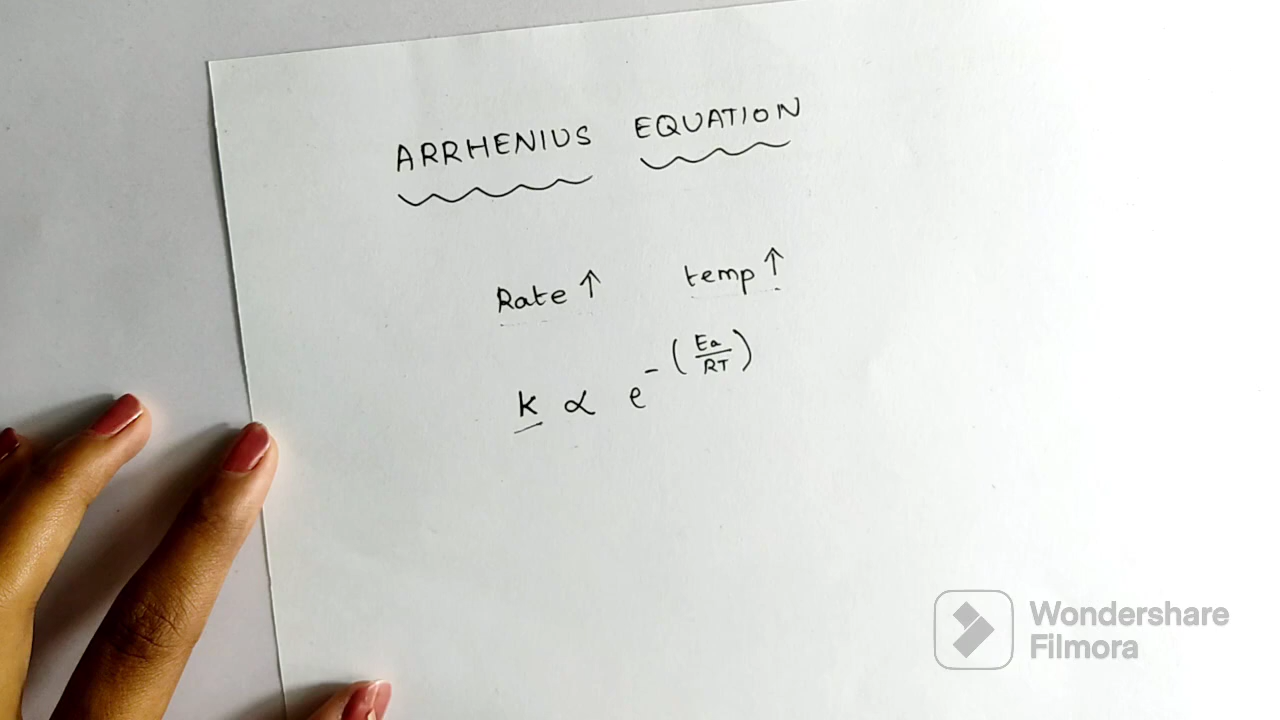 ARRHENIUS EQUATION
Rate ↑ temp ↑
k ∝ e^-(Ea/RT)
Wondershare
Filmora